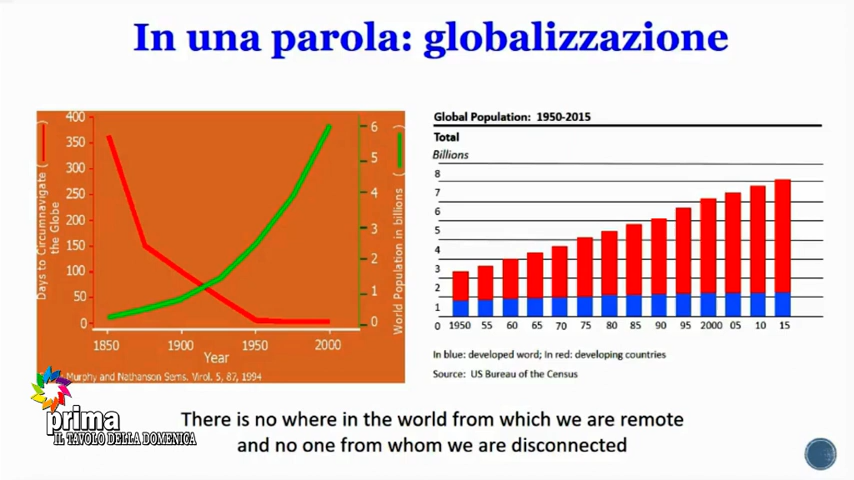 In una parola: globalizzazione
400
350
300
250
200
150
100
50
0
Days to Circumnavigate (
the Globe
1850
1900
1950
2000
Year
6
5
4
3
2
1
0
World Population in billions (
)
Murphy and Nathanson Sems. Virol. 5, 87, 1994
Global Population: 1950-2015
Total
Billions
8
7
6
5
4
3
2
1
0 1950 55 60 65 70 75 80 85 90 95 2000 05 10 15
In blue: developed word; In red: developing countries
Source: US Bureau of the Census
There is no where in the world from which we are remote
and no one from whom we are disconnected
prima
IL TAVOLO DELLA DOMENICA